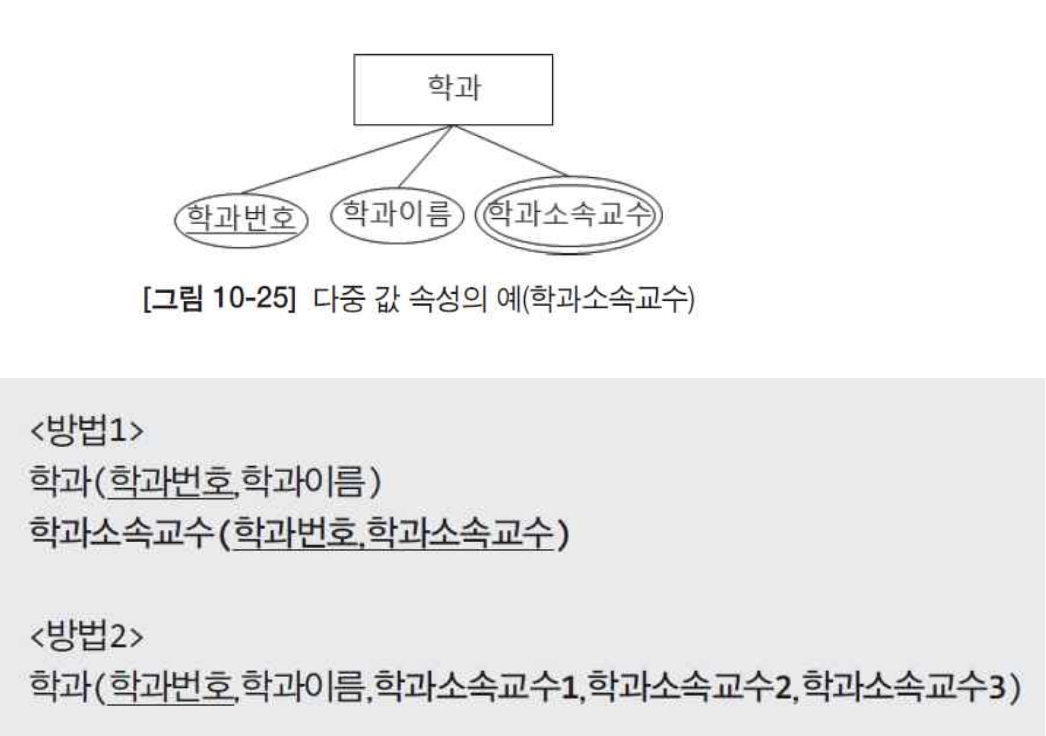 학과
학과번호 학과이름 학과소속교수
[그림 10-25] 다중 값 속성의 예(학과소속교수)
<방법1>
학과(학과번호,학과이름)
학과소속교수(학과번호,학과소속교수)
<방법2>
학과(학과번호,학과이름,학과소속교수1,학과소속교수2,학과소속교수3)